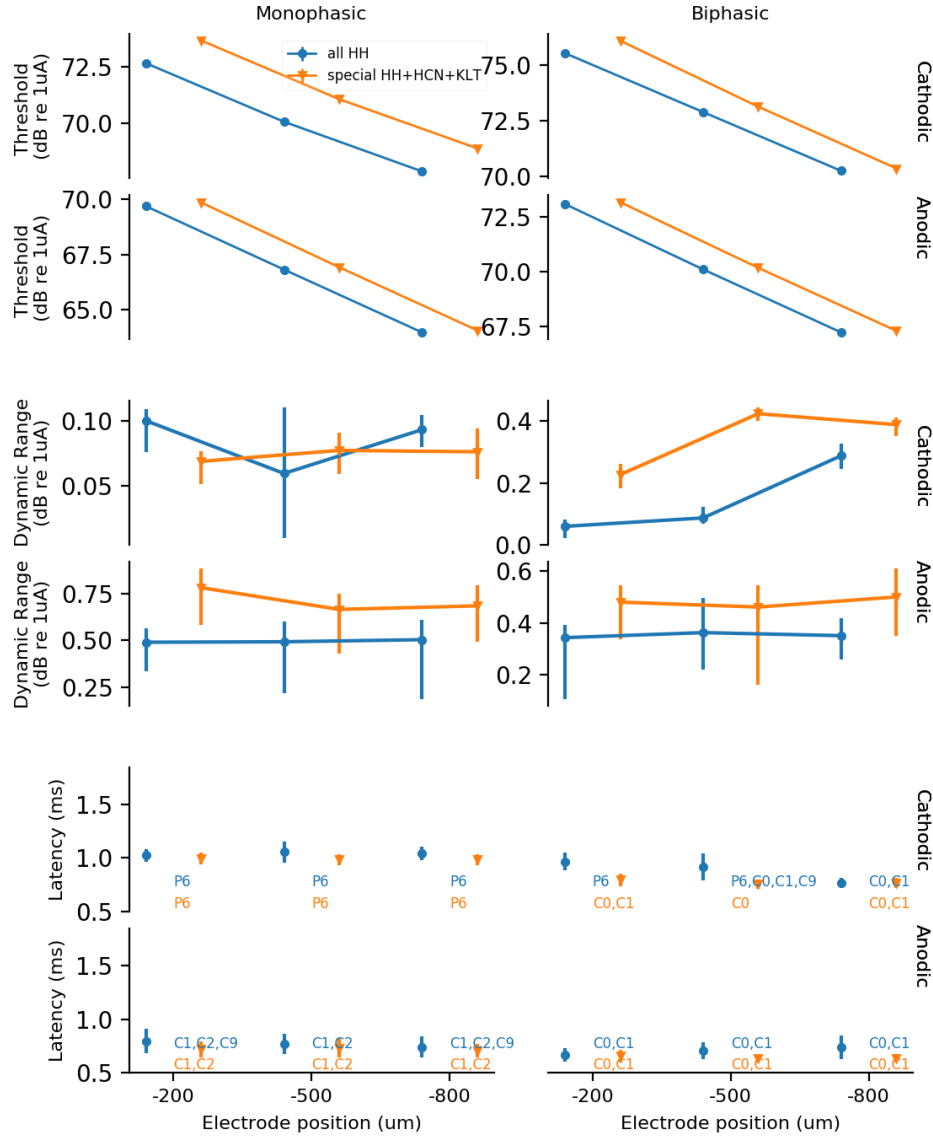 Monophasic
Biphasic
all HH
special HH+HCN+KLT
Threshold
(dB re 1uA)
72.5
70.0
75.0
72.5
70.0
Cathodic
Threshold
(dB re 1uA)
70.0
67.5
65.0
72.5
70.0
67.5
Anodic
Dynamic Range
(dB re 1uA)
0.10
0.05
0.4
0.2
0.0
Cathodic
Dynamic Range
(dB re 1uA)
0.75
0.50
0.25
0.6
0.4
0.2
Anodic
Latency (ms)
1.5
1.0
0.5
P6
P6
P6
P6
P6,C0,C1,C9
C0,C1
P6
P6
P6
C0,C1
C0
C0,C1
Cathodic
Latency (ms)
1.5
1.0
0.5
C1,C2,C9
C1,C2
C1,C2,C9
C0,C1
C0,C1
C0,C1
C1,C2
C1,C2
C1,C2
C0,C1
C0,C1
C0,C1
Anodic
-200
-500
-800
-200
-500
-800
Electrode position (um)
Electrode position (um)